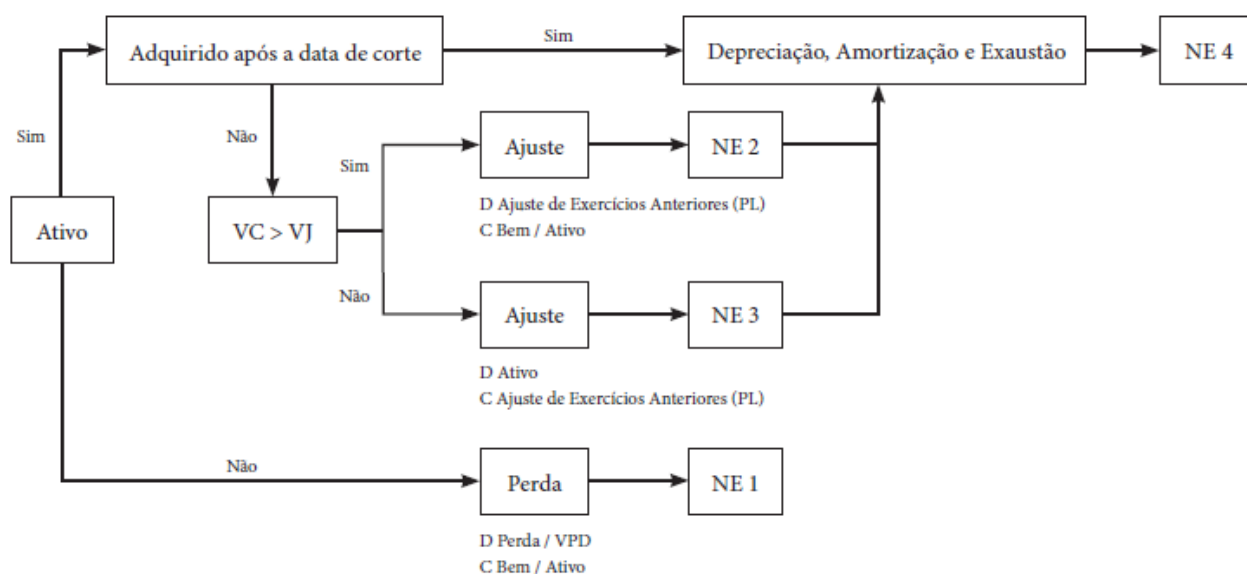 Adquirido após a data de corte
Sim
Depreciação, Amortização e Exaustão
NE 4
Sim
Não
Sim
Ajuste
NE 2
D Ajuste de Exercícios Anteriores (PL)
C Bem / Ativo
Ativo
VC > VJ
Não
Ajuste
NE 3
D Ativo
C Ajuste de Exercícios Anteriores (PL)
Não
Perda
NE 1
D Perda / VPD
C Bem / Ativo